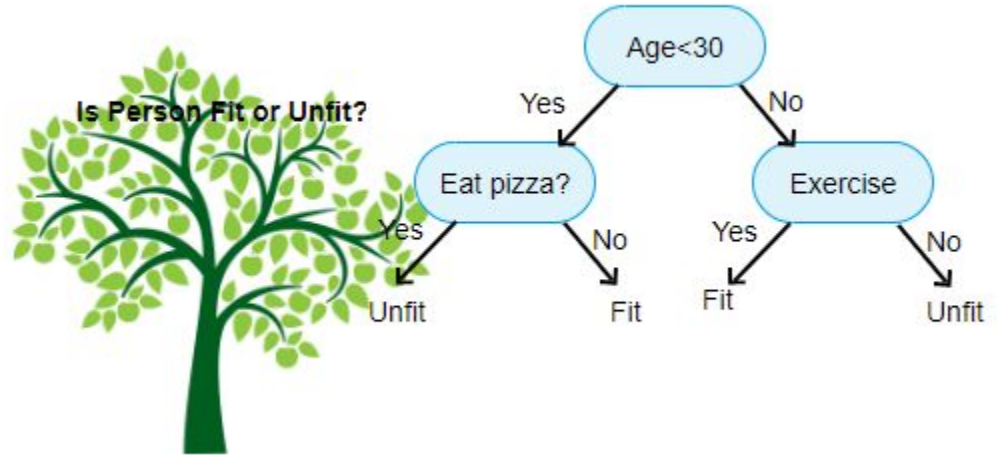 Age<30
Is Person Fit or Unfit?
Yes
No
Eat pizza?
Exercise
Yes
No
Yes
No
Unfit
Fit
Fit
Unfit